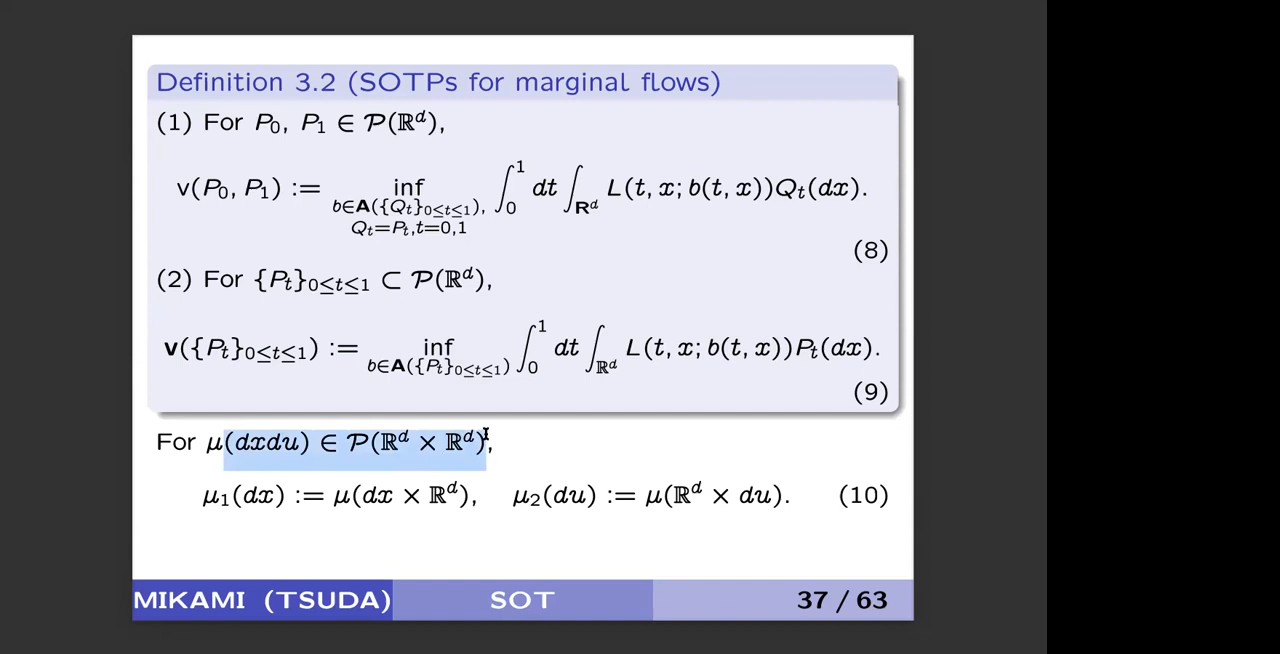 Definition 3.2 (SOTPs for marginal flows)
(1) For P₀, P₁ ∈ 𝒫(ℝᵈ),
v(P₀, P₁) := inf_{b∈𝐀({Q_t}_{0≤t≤1}), Q_t=P_t,t=0,1} ∫₀¹ dt ∫_{𝐑ᵈ} L(t, x; b(t, x))Q_t(dx).
(8)
(2) For {P_t}_{0≤t≤1} ⊂ 𝒫(ℝᵈ),
𝐯({P_t}_{0≤t≤1}) := inf_{b∈𝐀({P_t}_{0≤t≤1})} ∫₀¹ dt ∫_{ℝᵈ} L(t, x; b(t, x))P_t(dx).
(9)
For μ(dxdu) ∈ 𝒫(ℝᵈ × ℝᵈ),
μ₁(dx) := μ(dx × ℝᵈ), μ₂(du) := μ(ℝᵈ × du). (10)
MIKAMI (TSUDA) SOT 37 / 63